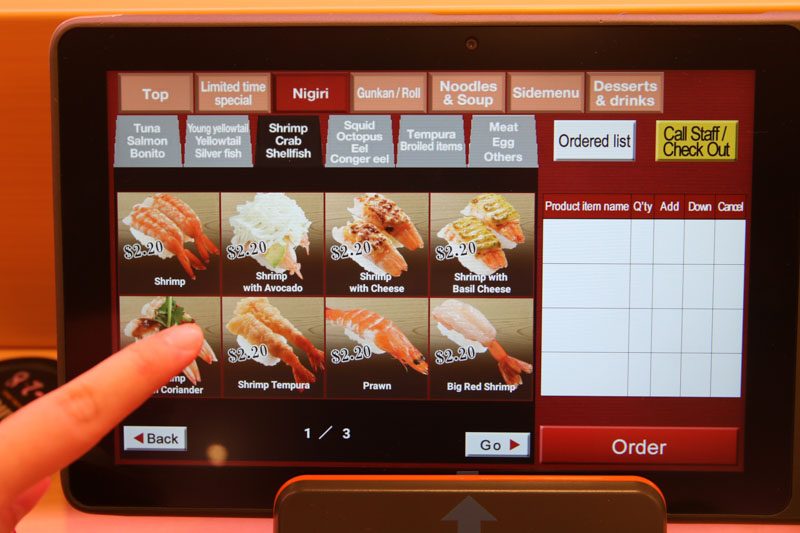 Top
Limited time
special
Nigiri
Gunkan / Roll
Noodles
& Soup
Sidemenu
Desserts
& drinks
Tuna
Salmon
Bonito
Young yellowtail
Yellowtail
Silver fish
Shrimp
Crab
Shellfish
Squid
Octopus
Eel
Conger eel
Tempura
Broiled items
Meat
Egg
Others
Ordered list
Call Staff /
Check Out
Product item name Q'ty Add Down Cancel
$2.20
Shrimp
$2.20
Shrimp
with Avocado
$2.20
Shrimp
with Cheese
$2.20
Shrimp with
Basil Cheese
Coriander
$2.20
Shrimp Tempura
$2.20
Prawn
$2.20
Big Red Shrimp
Back
1 / 3
Go
Order